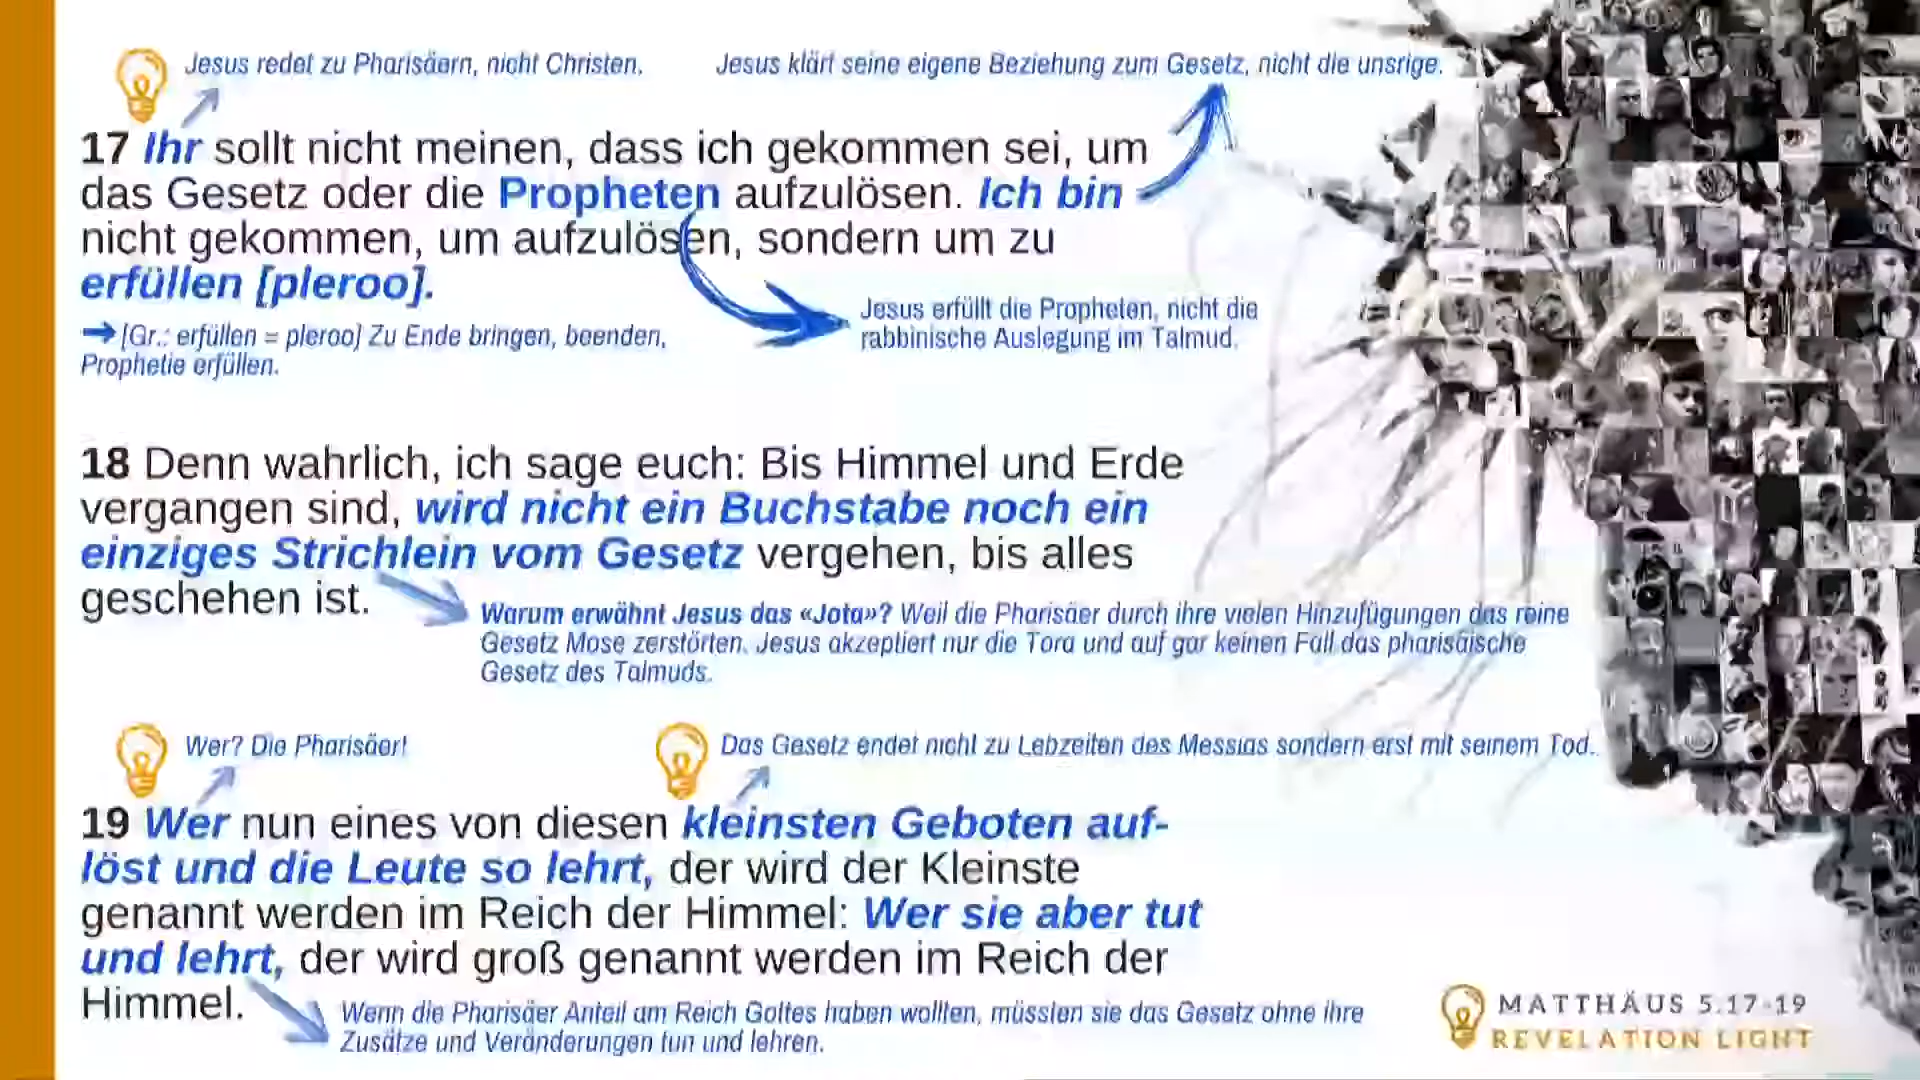 Jesus redet zu Pharisäern, nicht Christen.
Jesus klärt seine eigene Beziehung zum Gesetz, nicht die unsrige.
17 Ihr sollt nicht meinen, dass ich gekommen sei, um
das Gesetz oder die Propheten aufzulösen. Ich bin
nicht gekommen, um aufzulösen, sondern um zu
erfüllen [pleroo].
[Gr.: erfüllen = pleroo] Zu Ende bringen, beenden,
Prophetie erfüllen.
Jesus erfüllt die Propheten, nicht die
rabbinische Auslegung im Talmud.
18 Denn wahrlich, ich sage euch: Bis Himmel und Erde
vergangen sind, wird nicht ein Buchstabe noch ein
einziges Strichlein vom Gesetz vergehen, bis alles
geschehen ist.
Warum erwähnt Jesus das «Jota»? Weil die Pharisäer durch ihre vielen Hinzufügungen das reine
Gesetz Mose zerstörten. Jesus akzeptiert nur die Tora und auf gar keinen Fall das pharisäische
Gesetz des Talmuds.
Wer? Die Pharisäer!
Das Gesetz endet nicht zu Lebzeiten des Messias sondern erst mit seinem Tod.
19 Wer nun eines von diesen kleinsten Geboten auf-
löst und die Leute so lehrt, der wird der Kleinste
genannt werden im Reich der Himmel: Wer sie aber tut
und lehrt, der wird groß genannt werden im Reich der
Himmel.
Wenn die Pharisäer Anteil am Reich Gottes haben wollten, müssten sie das Gesetz ohne ihre
Zusätze und Veränderungen tun und lehren.
MATTHÄUS 5.17-19
REVELATION LIGHT